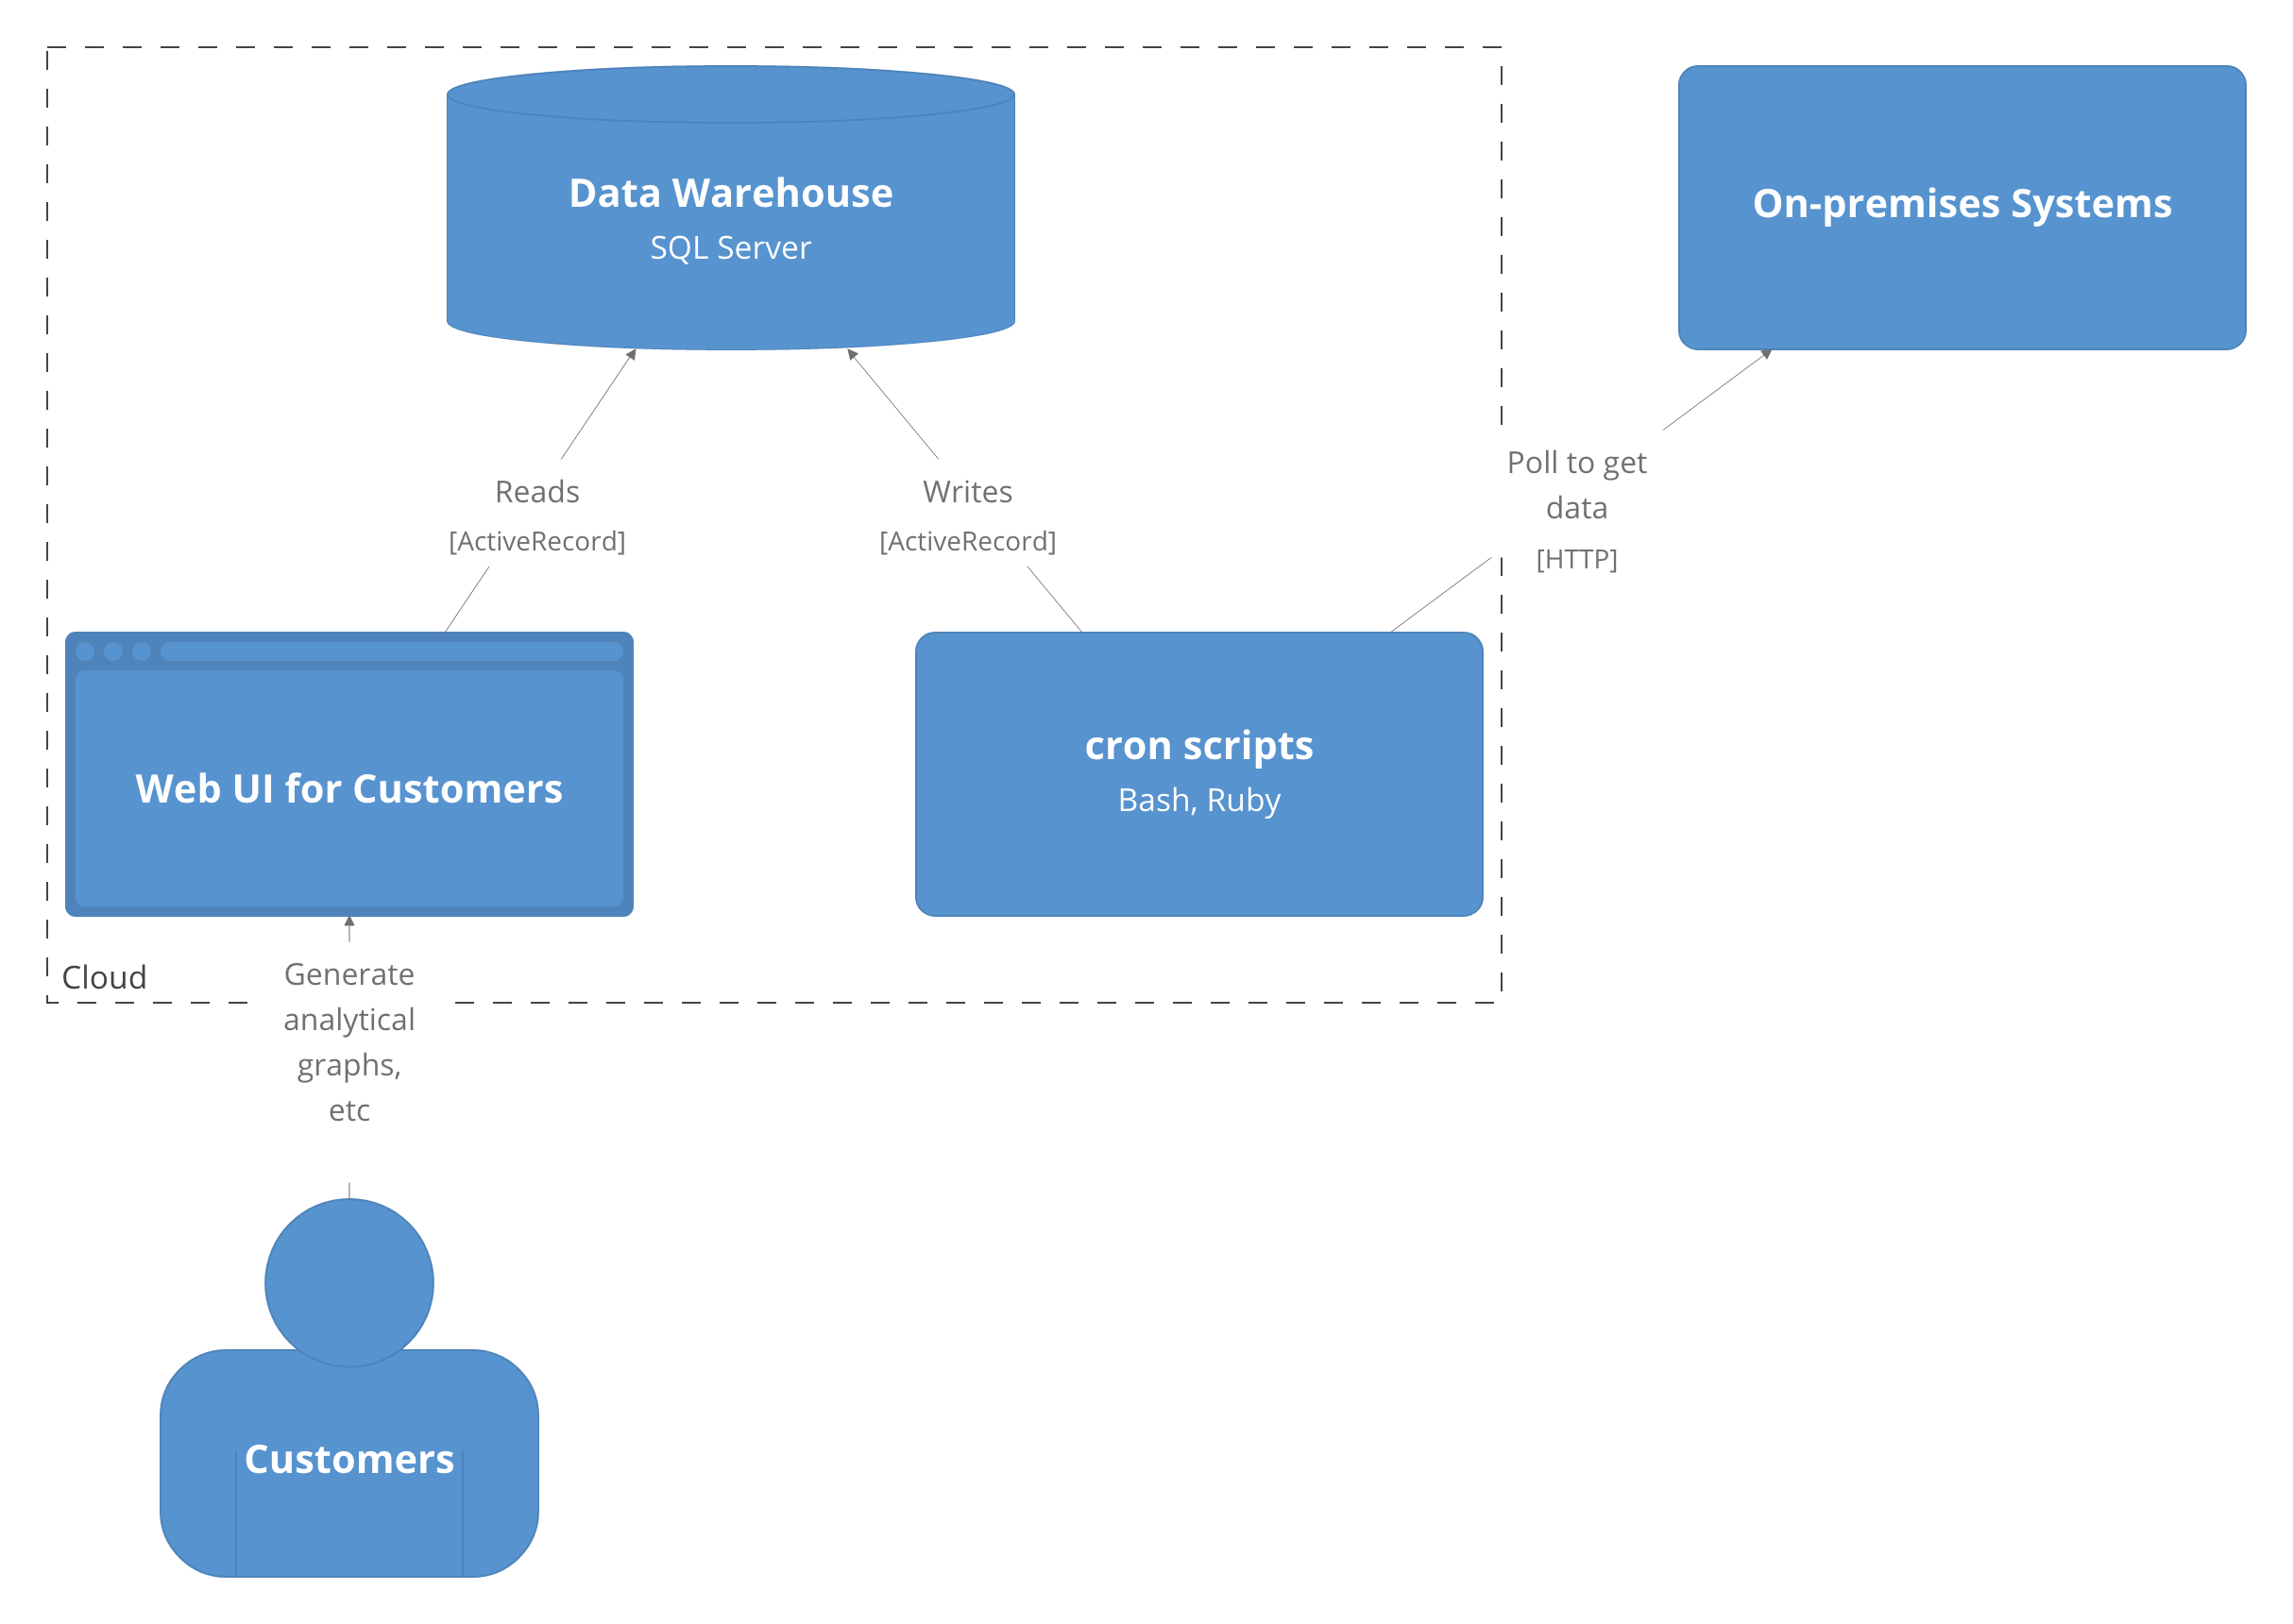 Data Warehouse
SQL Server
On-premises Systems
Reads
[ActiveRecord]
Writes
[ActiveRecord]
Poll to get
data
[HTTP]
Web UI for Customers
cron scripts
Bash, Ruby
Cloud
Generate
analytical
graphs,
etc
Customers